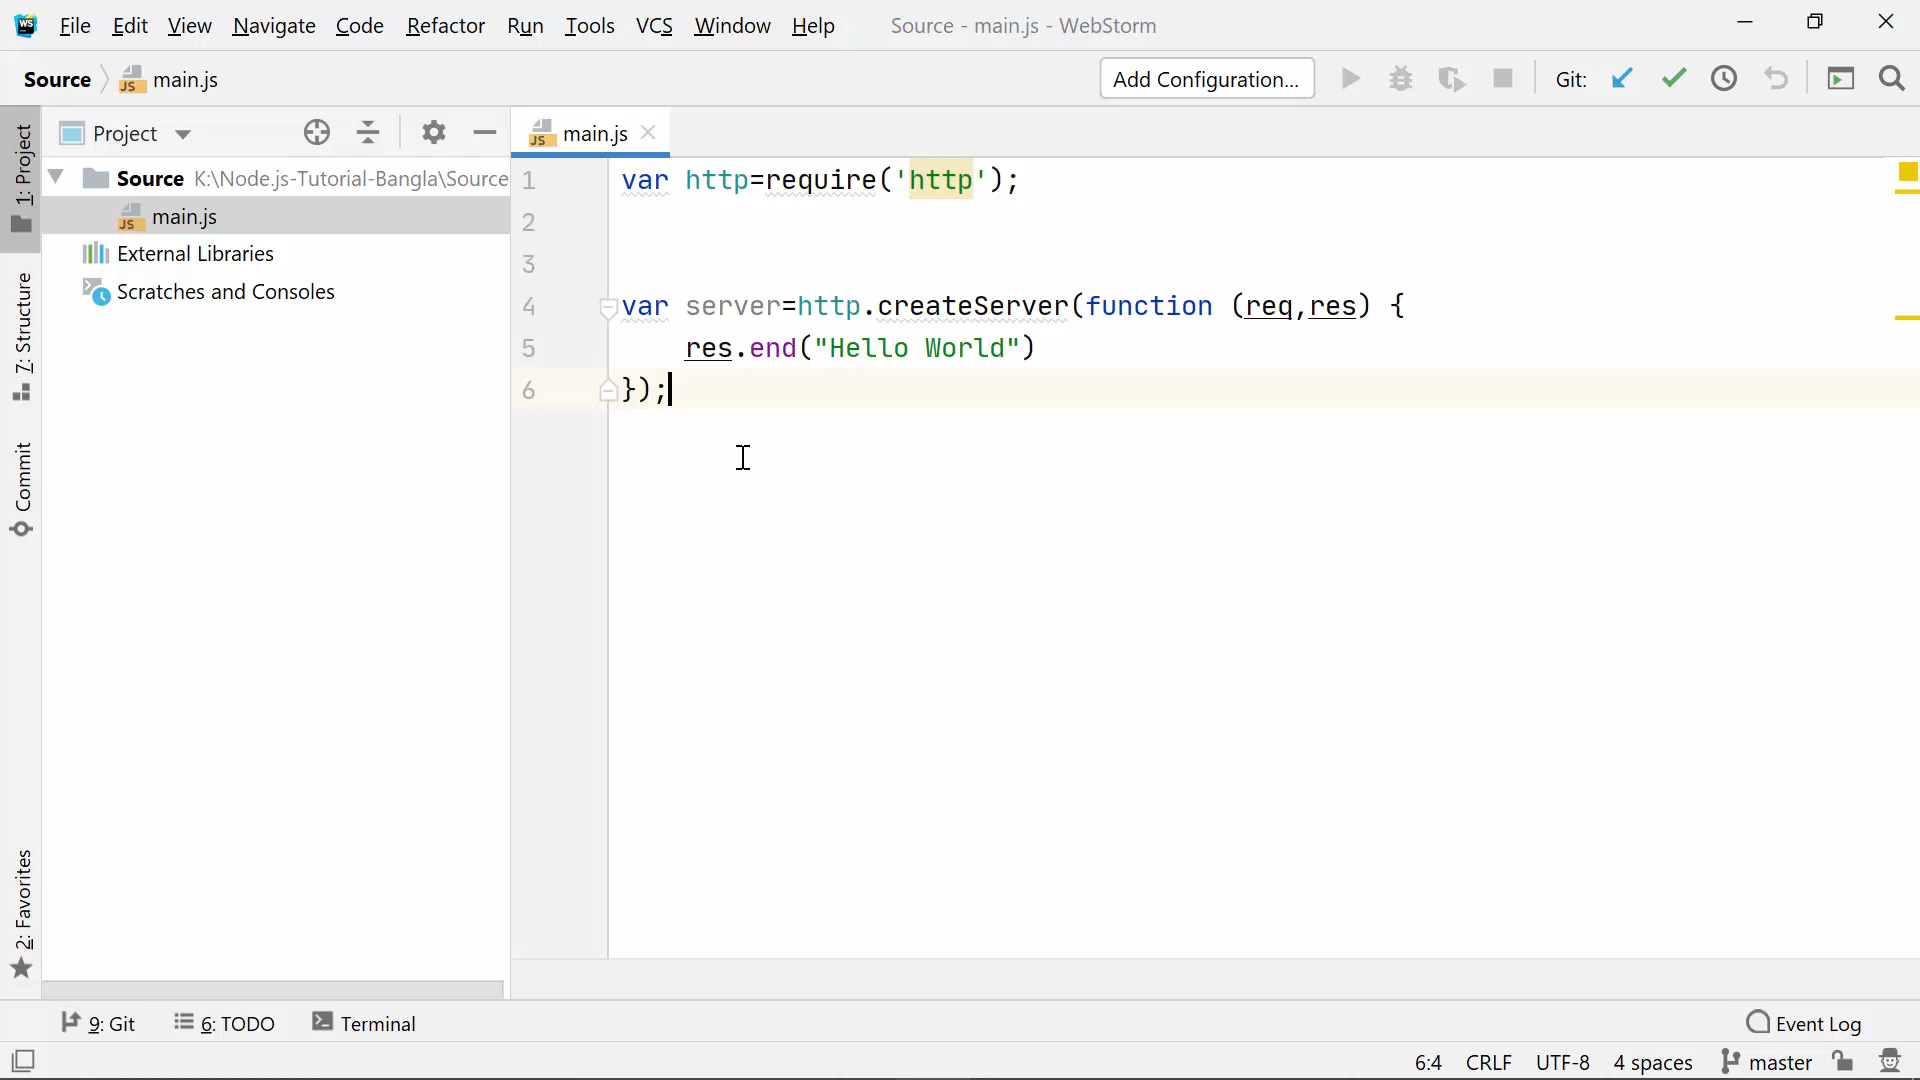 WS File Edit View Navigate Code Refactor Run Tools VCS Window Help Source - main.js - WebStorm
Source main.js Add Configuration... Git:
Project
main.js
1: Project
7: Structure
Commit
2: Favorites
Source K:\Node.js-Tutorial-Bangla\Source
main.js
External Libraries
Scratches and Consoles
1 var http=require('http');
2
3
4 var server=http.createServer(function (req,res) {
5 res.end("Hello World")
6 });
9: Git 6: TODO Terminal Event Log
6:4 CRLF UTF-8 4 spaces master